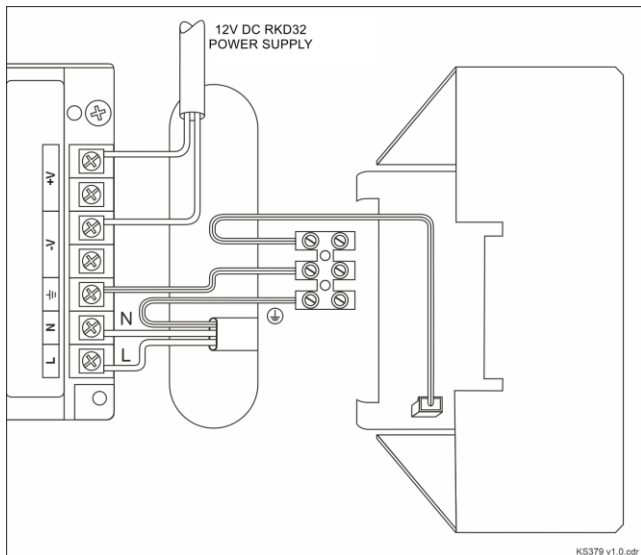 12V DC RKD32
POWER SUPPLY
+V
-V
N
L
N
L
KS379 v1.0.cdr